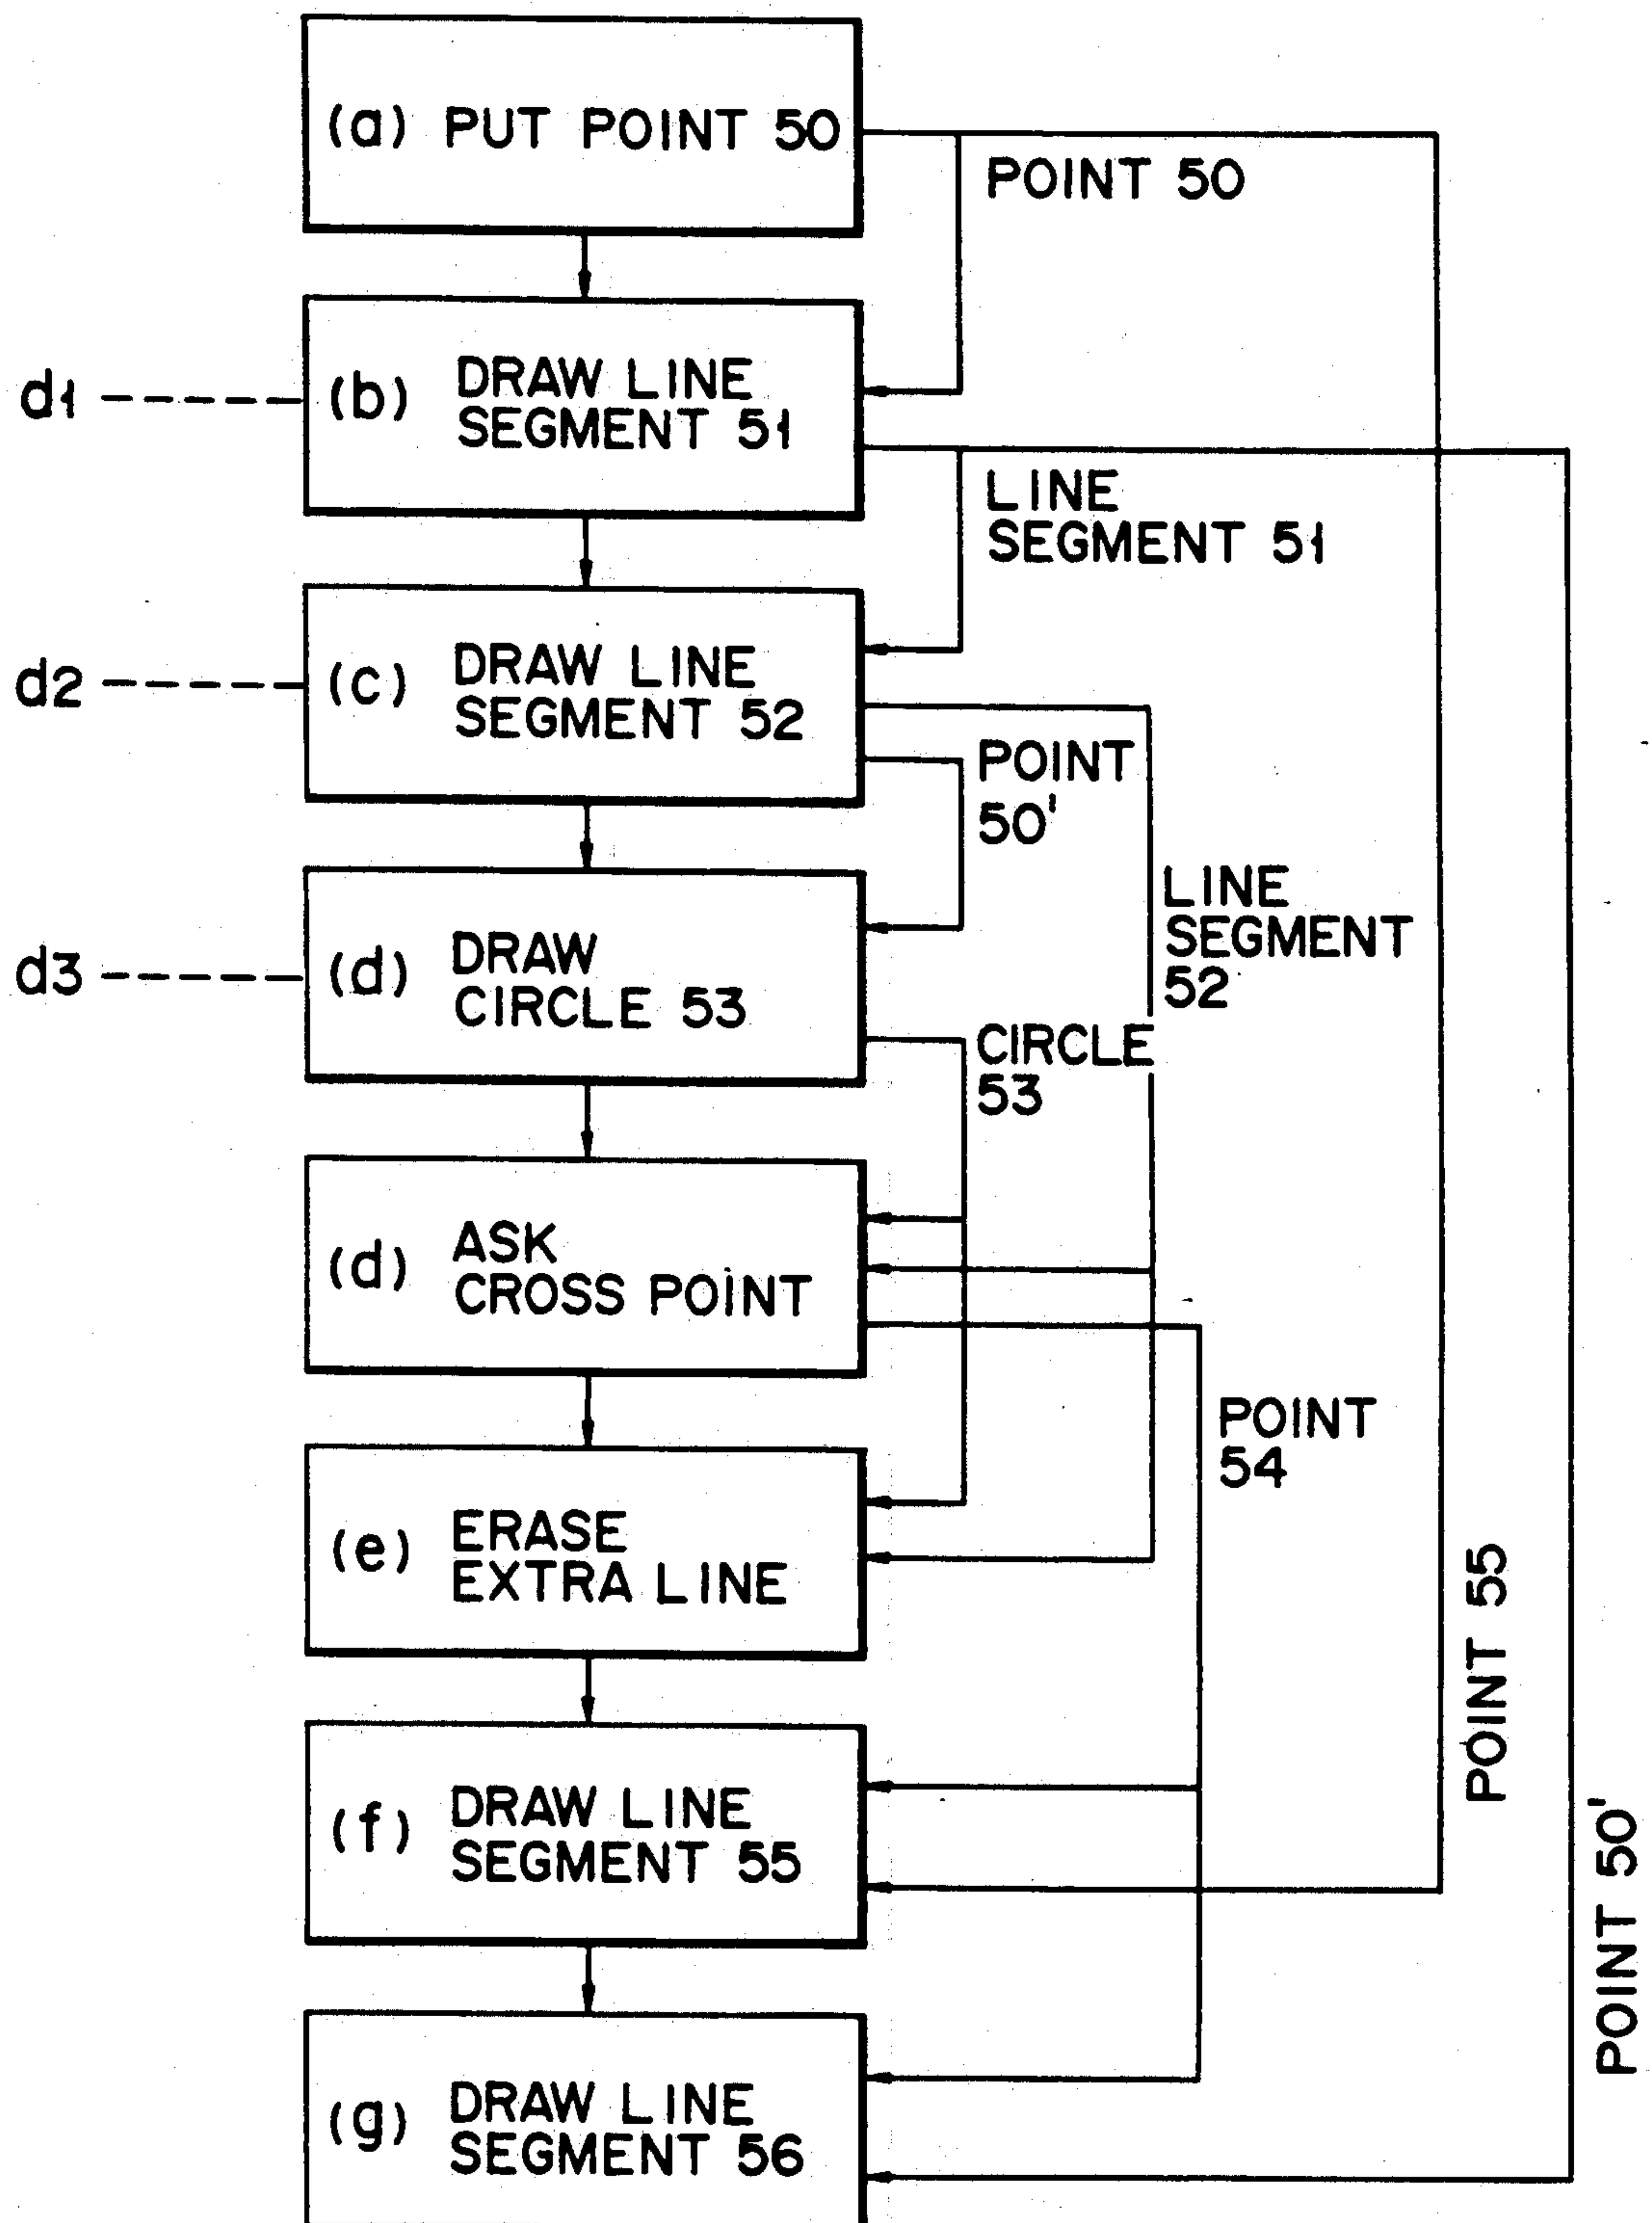 (a) PUT POINT 50
POINT 50
d1
(b) DRAW LINE
SEGMENT 51
LINE
SEGMENT 51
d2
(c) DRAW LINE
SEGMENT 52
POINT
50'
LINE
SEGMENT
52
d3
(d) DRAW
CIRCLE 53
CIRCLE
53
(d) ASK
CROSS POINT
POINT
54
(e) ERASE
EXTRA LINE
POINT 55
(f) DRAW LINE
SEGMENT 55
POINT 50'
(g) DRAW LINE
SEGMENT 56